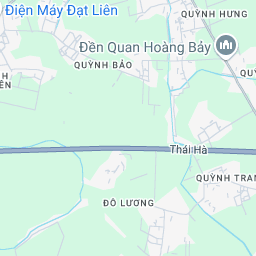 Điện Máy Đạt Liên
QUỲNH HƯNG
Đền Quan Hoàng Bảy
QUỲNH BẢO
Thái Hà
QUỲNH TRAN
ĐÔ LƯƠNG